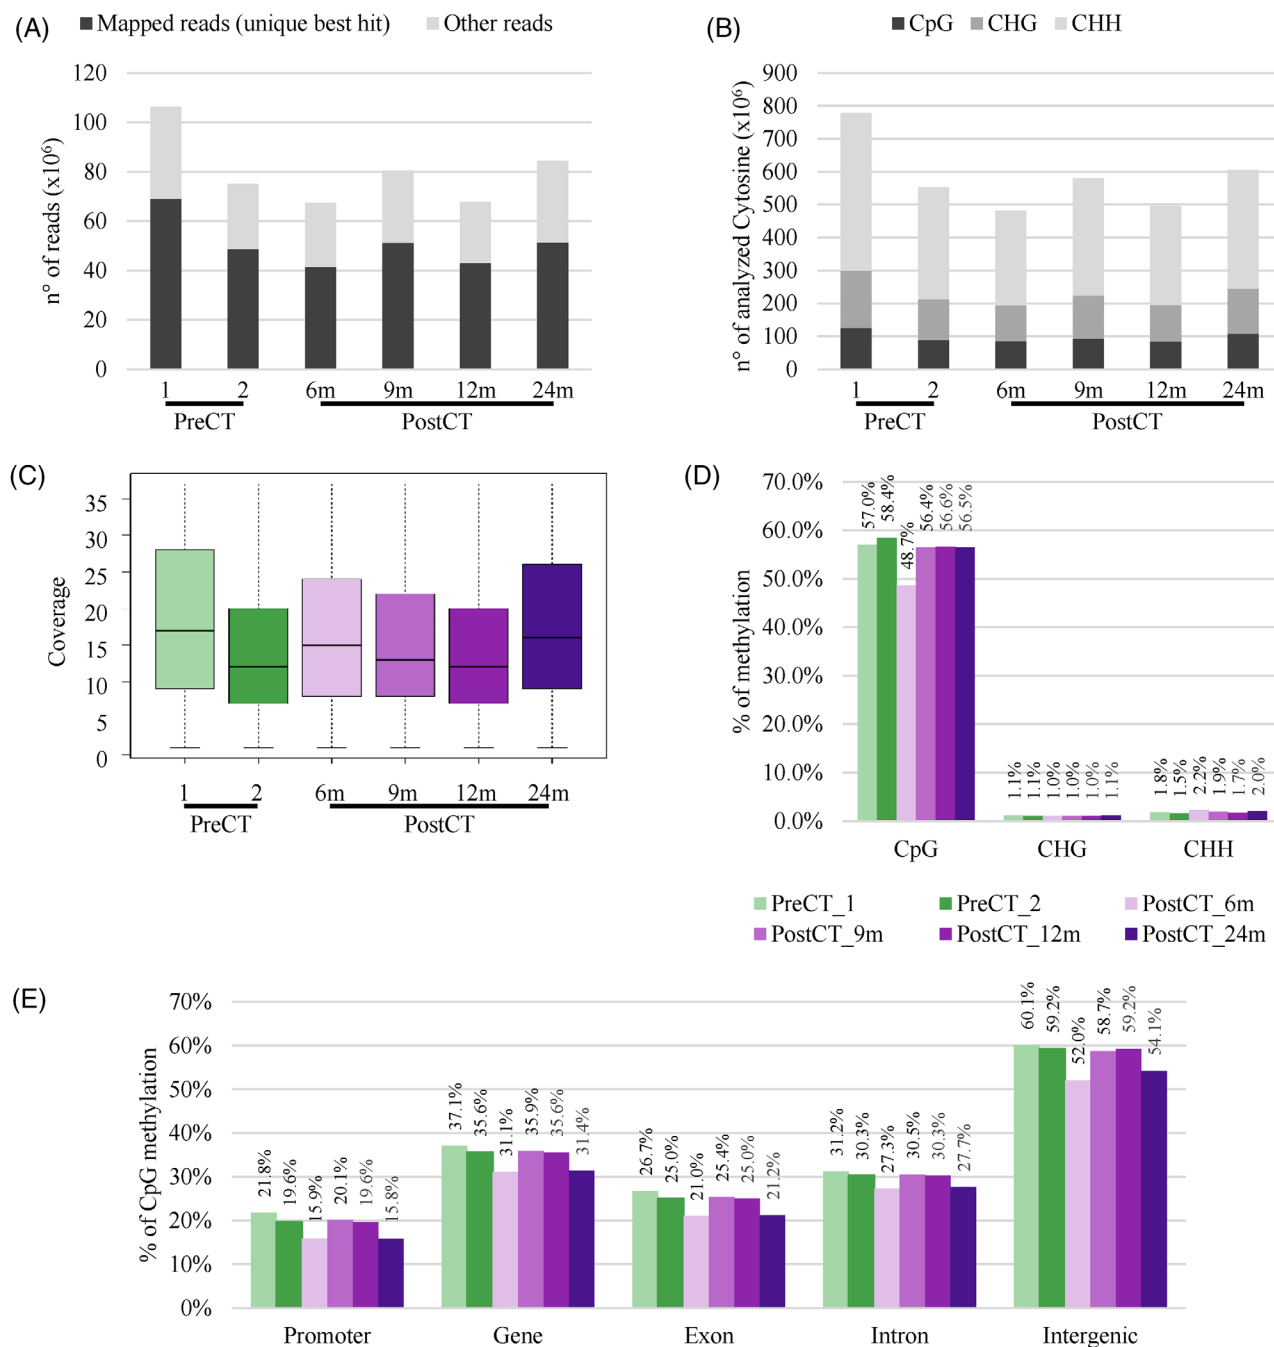 (A)
Mapped reads (unique best hit) Other reads
n° of reads (x10⁶)
120
100
80
60
40
20
0
1 2 6m 9m 12m 24m
PreCT PostCT
(B)
CpG CHG CHH
n° of analyzed Cytosine (x10⁶)
900
800
700
600
500
400
300
200
100
0
1 2 6m 9m 12m 24m
PreCT PostCT
(C)
Coverage
35
30
25
20
15
10
5
0
1 2 6m 9m 12m 24m
PreCT PostCT
(D)
% of methylation
70.0%
60.0%
50.0%
40.0%
30.0%
20.0%
10.0%
0.0%
57.0% 58.4% 48.7% 56.4% 56.6% 56.5%
1.1% 1.1% 1.0% 1.0% 1.0% 1.1%
1.8% 1.5% 2.2% 1.9% 1.7% 2.0%
CpG CHG CHH
PreCT_1 PreCT_2 PostCT_6m
PostCT_9m PostCT_12m PostCT_24m
(E)
% of CpG methylation
70%
60%
50%
40%
30%
20%
10%
0%
21.8% 19.6% 15.9% 20.1% 19.6% 15.8%
37.1% 35.6% 31.1% 35.9% 35.6% 31.4%
26.7% 25.0% 21.0% 25.4% 25.0% 21.2%
31.2% 30.3% 27.3% 30.5% 30.3% 27.7%
60.1% 59.2% 52.0% 58.7% 59.2% 54.1%
Promoter Gene Exon Intron Intergenic